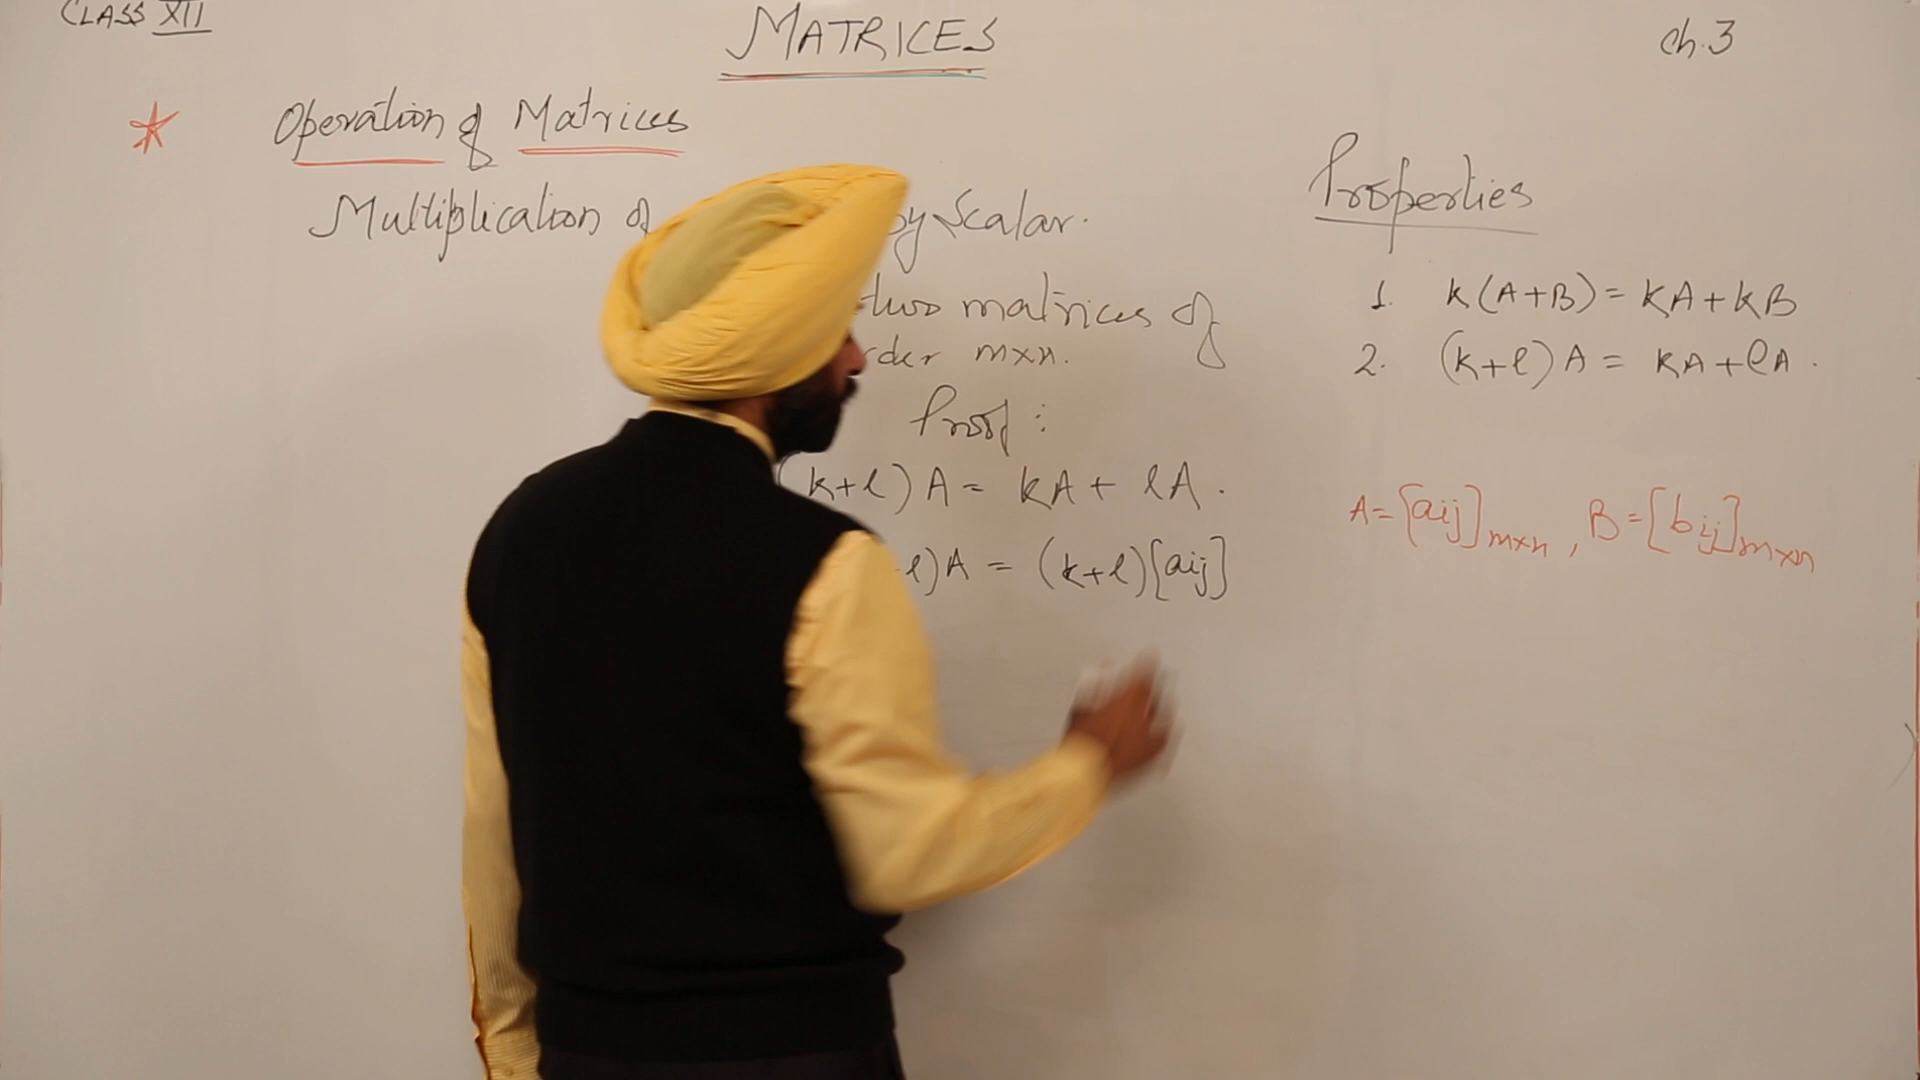 CLASS XII
MATRICES
ch.3
* Operation of Matrices
Multiplication of by Scalar.
two matrices of
order m×n.
Proof :
(k+l) A = kA + lA .
l)A = (k+l)[aij]
Properties
1. k(A+B) = kA+kB
2. (k+l) A = kA+lA .
A=[aij]m×n , B=[bij]m×n